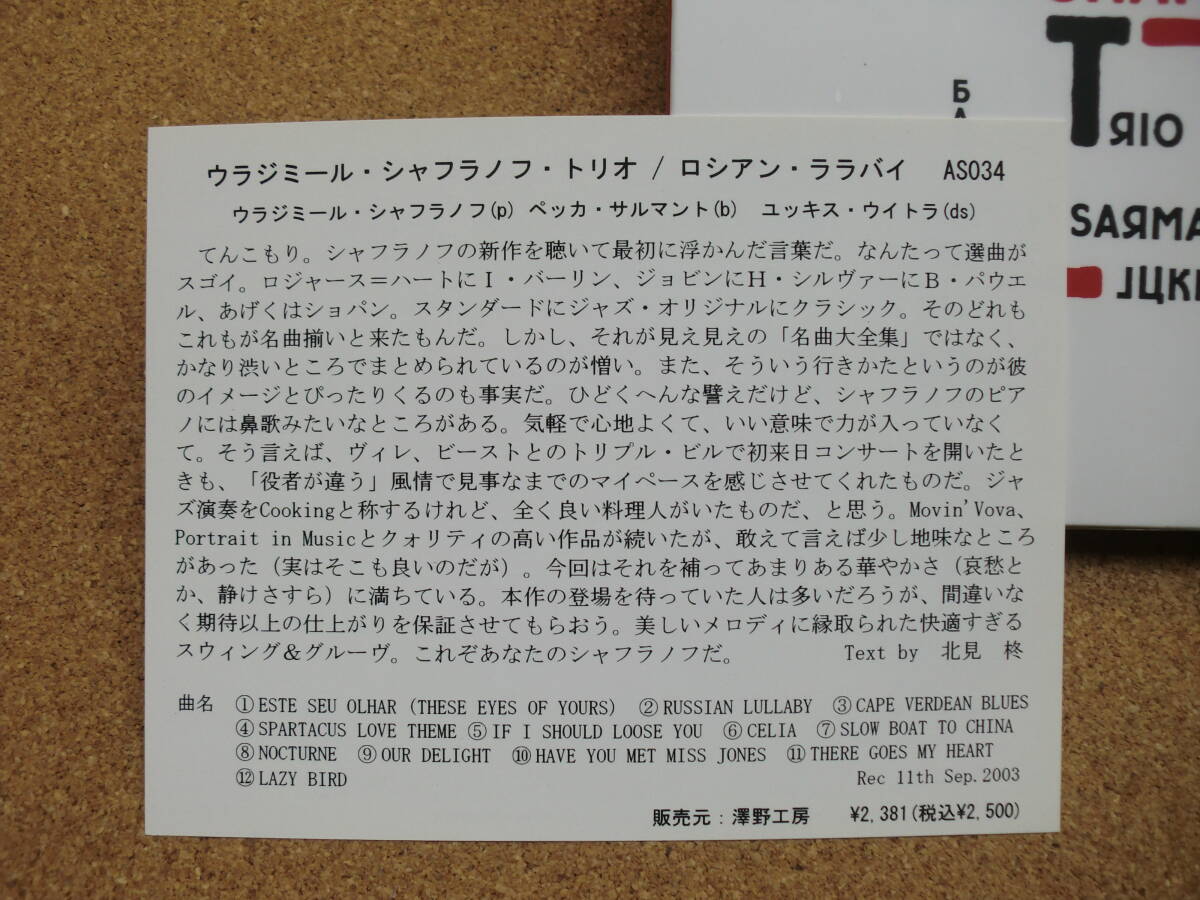 ウラジミール・シャフラノフ・トリオ / ロシアン・ララバイ AS034
ウラジミール・シャフラノフ(p) ペッカ・サルマント(b) ユッキス・ウイトラ(ds)
てんこもり。シャフラノフの新作を聴いて最初に浮かんだ言葉だ。なんたって選曲が
スゴイ。ロジャース＝ハートにⅠ・バーリン、ジョビンにH・シルヴァーにB・パウエ
ル、あげくはショパン。スタンダードにジャズ・オリジナルにクラシック。そのどれも
これもが名曲揃いと来たもんだ。しかし、それが見え見えの「名曲大全集」ではなく、
かなり渋いところでまとめられているのが憎い。また、そういう行きかたというのが彼
のイメージとぴったりくるのも事実だ。ひどくへんな譬えだけど、シャフラノフのピア
ノには鼻歌みたいなところがある。気軽で心地よくて、いい意味で力が入っていなく
て。そう言えば、ヴィレ、ビーストとのトリプル・ビルで初来日コンサートを開いたと
きも、「役者が違う」風情で見事なまでのマイペースを感じさせてくれたものだ。ジャ
ズ演奏をCookingと称するけれど、全く良い料理人がいたものだ、と思う。Movin'Vova、
Portrait in Musicとクォリティの高い作品が続いたが、敢えて言えば少し地味なところ
があった（実はそこも良いのだが）。今回はそれを補ってあまりある華やかさ（哀愁と
か、静けさすら）に満ちている。本作の登場を待っていた人は多いだろうが、間違いな
く期待以上の仕上がりを保証させてもらおう。美しいメロディに縁取られた快適すぎる
スウィング＆グルーヴ。これぞあなたのシャフラノフだ。 Text by 北見 柊
曲名 ①ESTE SEU OLHAR (THESE EYES OF YOURS) ②RUSSIAN LULLABY ③CAPE VERDEAN BLUES
④SPARTACUS LOVE THEME ⑤IF I SHOULD LOOSE YOU ⑥CELIA ⑦SLOW BOAT TO CHINA
⑧NOCTURNE ⑨OUR DELIGHT ⑩HAVE YOU MET MISS JONES ⑪THERE GOES MY HEART
⑫LAZY BIRD Rec 11th Sep. 2003
販売元：澤野工房 ¥2,381(税込¥2,500)
TЯIO
SAЯMA